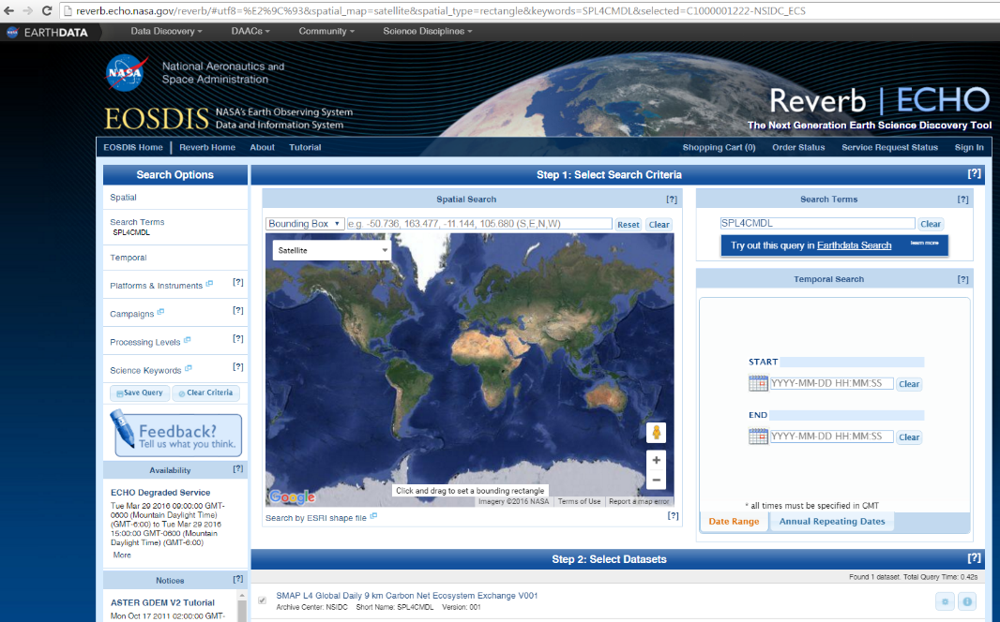 reverb.echo.nasa.gov/reverb/#utf8=%E2%9C%93&spatial_map=satellite&spatial_type=rectangle&keywords=SPL4CMDL&selected=C1000001222-NSIDC_ECS
NASA EARTHDATA Data Discovery DAACs Community Science Disciplines
NASA National Aeronautics and
Space Administration
EOSDIS NASA's Earth Observing System
Data and Information System
Reverb | ECHO
The Next Generation Earth Science Discovery Tool
EOSDIS Home | Reverb Home About Tutorial Shopping Cart (0) Order Status Service Request Status Sign In
Search Options
Spatial
Search Terms
SPL4CMDL
Temporal
Platforms & Instruments [?]
Campaigns [?]
Processing Levels [?]
Science Keywords [?]
Save Query Clear Criteria
Feedback?
Tell us what you think.
Availability [?]
ECHO Degraded Service
Tue Mar 29 2016 09:00:00 GMT-
0600 (Mountain Daylight Time)
(GMT-6:00) to Tue Mar 29 2016
15:00:00 GMT-0600 (Mountain
Daylight Time) (GMT-6:00)
More
Notices [?]
ASTER GDEM V2 Tutorial
Mon Oct 17 2011 02:00:00 GMT-
Step 1: Select Search Criteria [?]
Spatial Search [?]
Bounding Box e.g. -50.736, 163.477, -11.144, 105.680 (S,E,N,W) Reset Clear
Satellite
Click and drag to set a bounding rectangle
Google Imagery ©2016 NASA Terms of Use Report a map error
Search by ESRI shape file [?]
Search Terms [?]
SPL4CMDL Clear
Try out this query in Earthdata Search learn more
Temporal Search [?]
START
YYYY-MM-DD HH:MM:SS Clear
END
YYYY-MM-DD HH:MM:SS Clear
* all times must be specified in GMT
Date Range Annual Repeating Dates
Step 2: Select Datasets [?]
Found 1 dataset. Total Query Time: 0.42s
SMAP L4 Global Daily 9 km Carbon Net Ecosystem Exchange V001
Archive Center: NSIDC Short Name: SPL4CMDL Version: 001